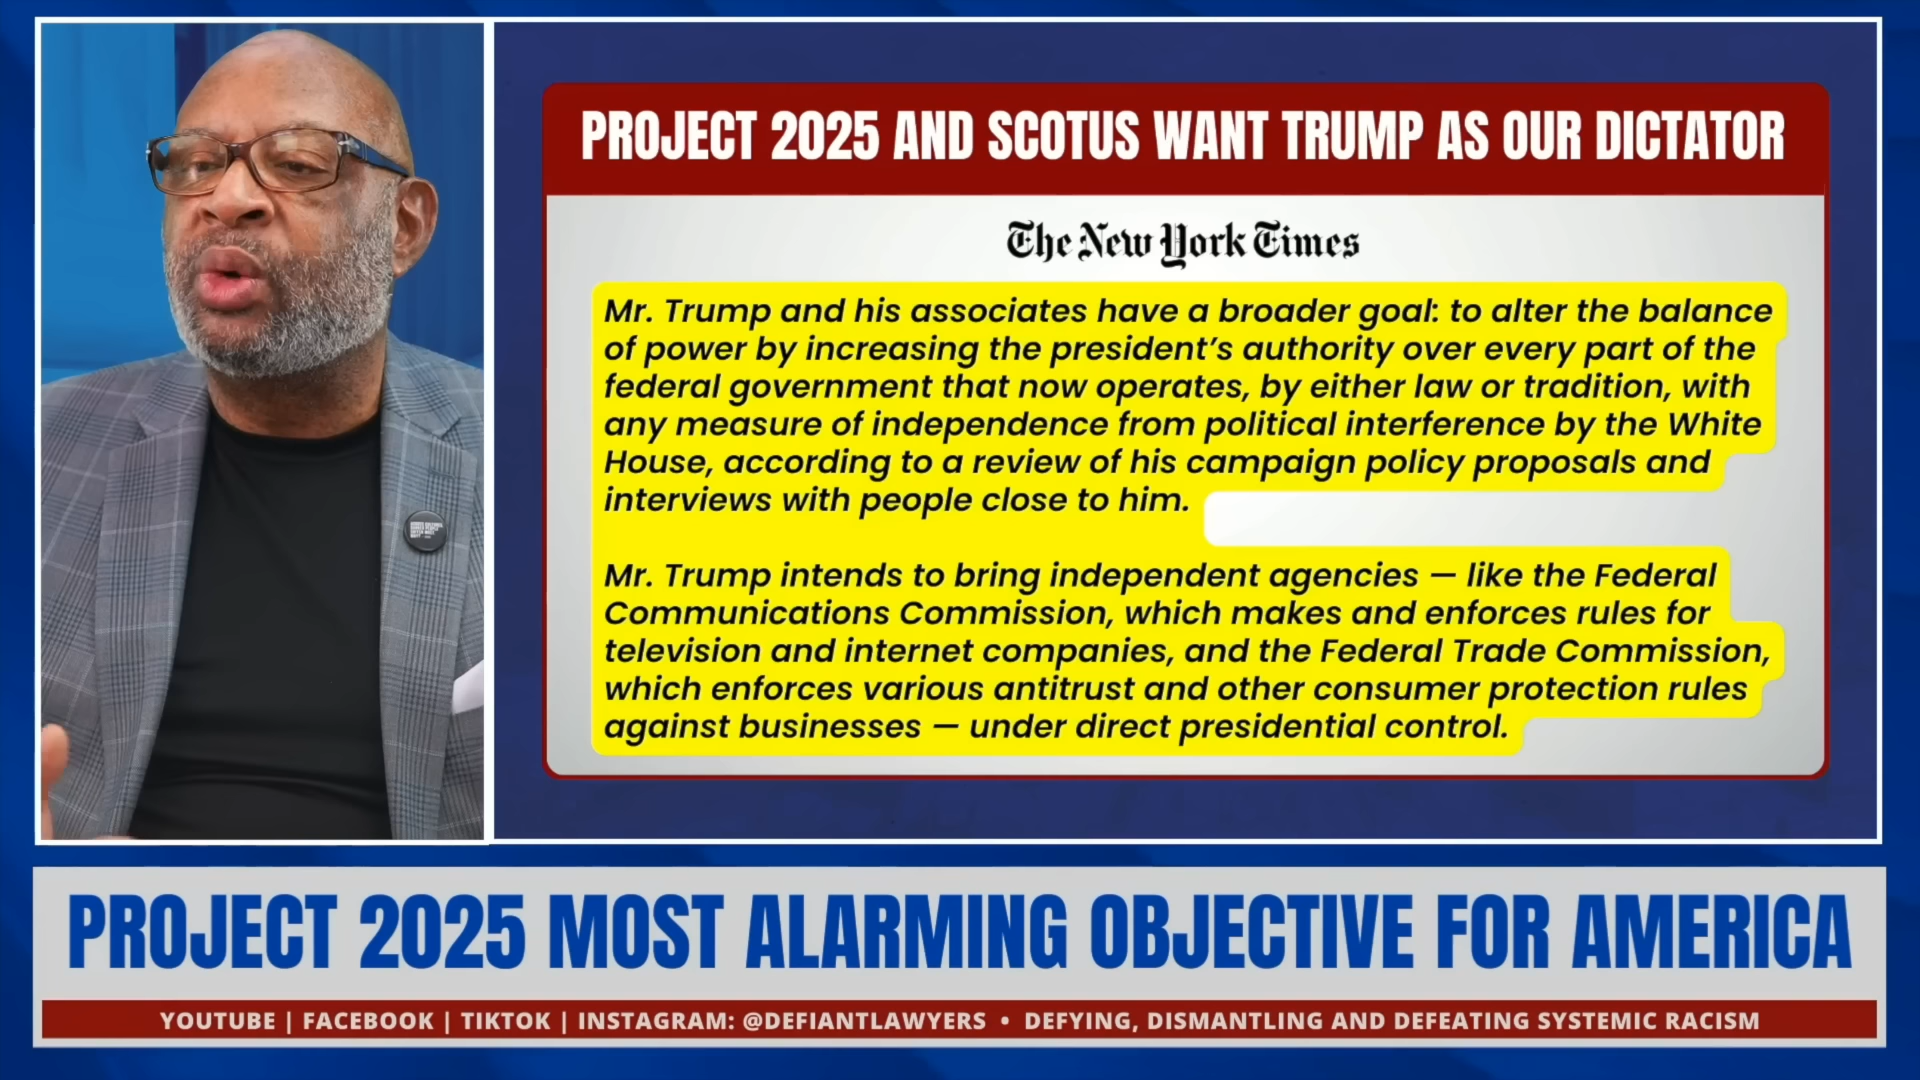 PROJECT 2025 AND SCOTUS WANT TRUMP AS OUR DICTATOR
The New York Times
Mr. Trump and his associates have a broader goal: to alter the balance
of power by increasing the president’s authority over every part of the
federal government that now operates, by either law or tradition, with
any measure of independence from political interference by the White
House, according to a review of his campaign policy proposals and
interviews with people close to him.
Mr. Trump intends to bring independent agencies — like the Federal
Communications Commission, which makes and enforces rules for
television and internet companies, and the Federal Trade Commission,
which enforces various antitrust and other consumer protection rules
against businesses — under direct presidential control.
PROJECT 2025 MOST ALARMING OBJECTIVE FOR AMERICA
YOUTUBE | FACEBOOK | TIKTOK | INSTAGRAM: @DEFIANTLAWYERS • DEFYING, DISMANTLING AND DEFEATING SYSTEMIC RACISM